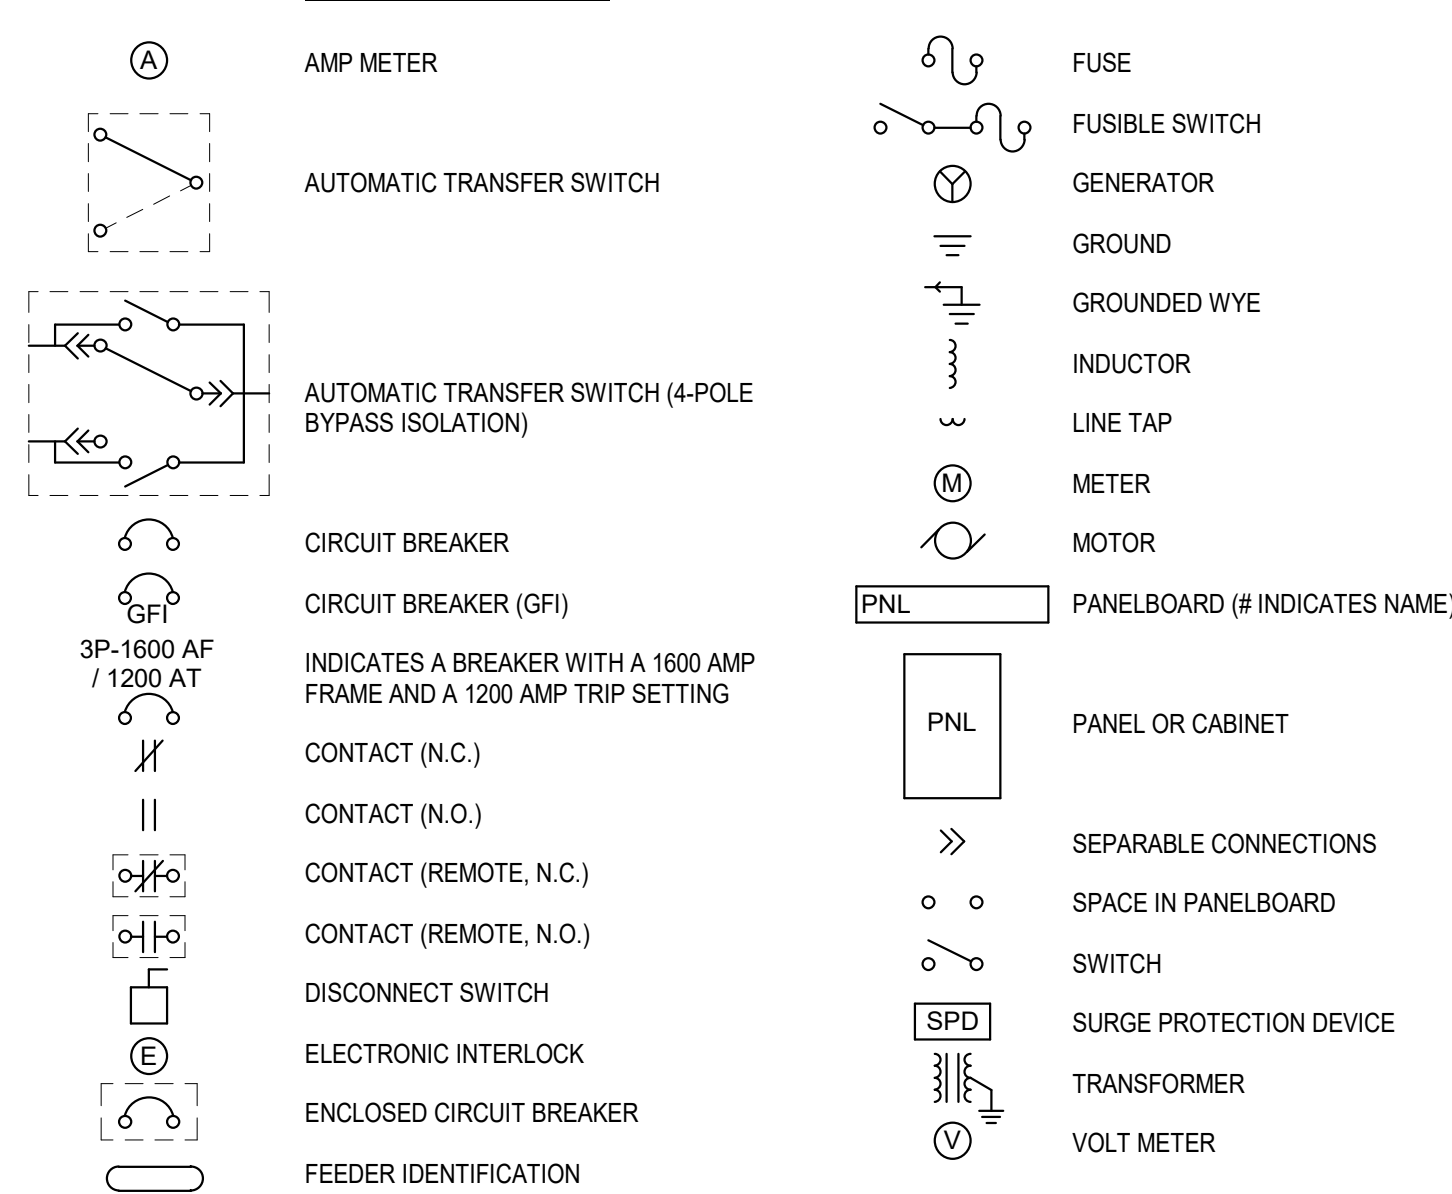 A AMP METER
AUTOMATIC TRANSFER SWITCH
AUTOMATIC TRANSFER SWITCH (4-POLE
BYPASS ISOLATION)
CIRCUIT BREAKER
GFI CIRCUIT BREAKER (GFI)
3P-1600 AF
/ 1200 AT
INDICATES A BREAKER WITH A 1600 AMP
FRAME AND A 1200 AMP TRIP SETTING
CONTACT (N.C.)
CONTACT (N.O.)
CONTACT (REMOTE, N.C.)
CONTACT (REMOTE, N.O.)
DISCONNECT SWITCH
E ELECTRONIC INTERLOCK
ENCLOSED CIRCUIT BREAKER
FEEDER IDENTIFICATION
FUSE
FUSIBLE SWITCH
GENERATOR
GROUND
GROUNDED WYE
INDUCTOR
LINE TAP
M METER
MOTOR
PNL PANELBOARD (# INDICATES NAME)
PNL PANEL OR CABINET
SEPARABLE CONNECTIONS
SPACE IN PANELBOARD
SWITCH
SPD SURGE PROTECTION DEVICE
TRANSFORMER
V VOLT METER